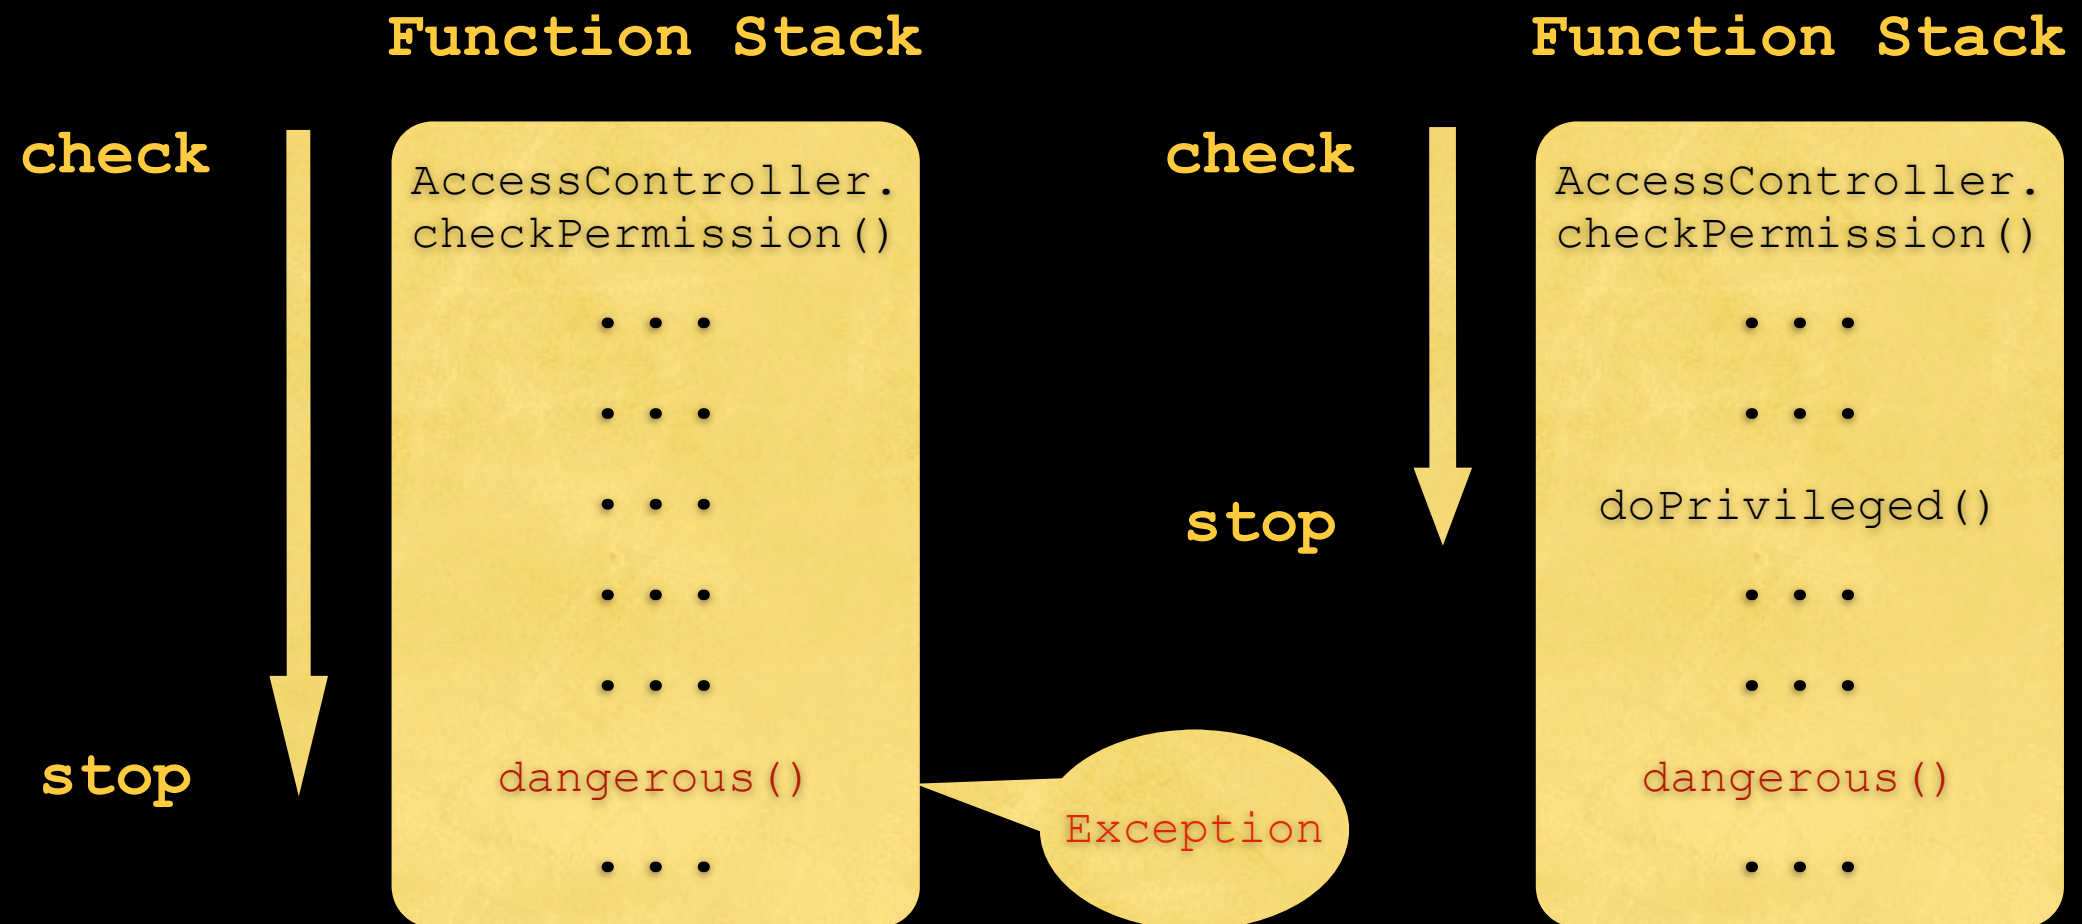 Function Stack
check
AccessController.
checkPermission()
. . .
. . .
. . .
. . .
. . .
stop
dangerous()
. . .
Exception
Function Stack
check
AccessController.
checkPermission()
. . .
. . .
stop
doPrivileged()
. . .
. . .
dangerous()
. . .